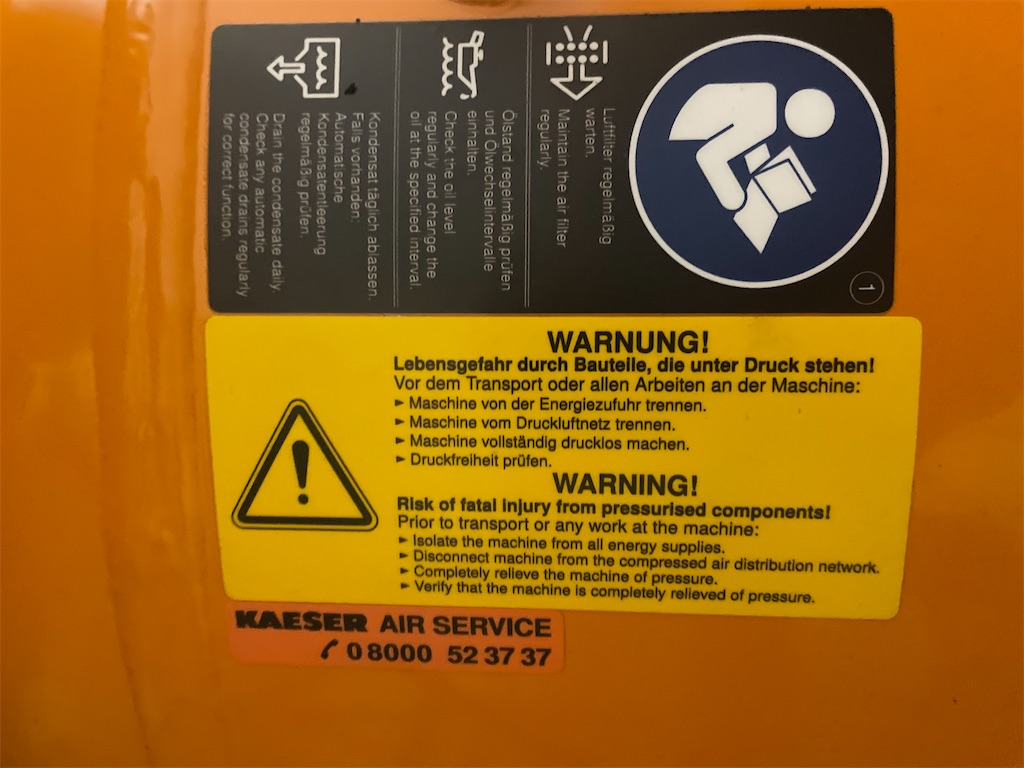 1
Luftfilter regelmäßig
warten.
Maintain the air filter
regularly.
Ölstand regelmäßig prüfen
und Ölwechselintervalle
einhalten.
Check the oil level
regularly and change the
oil at the specified interval.
Kondensat täglich ablassen.
Falls vorhanden:
Automatische
Kondensatentleerung
regelmäßig prüfen.
Drain the condensate daily.
Check any automatic
condensate drains regularly
for correct function.
WARNUNG!
Lebensgefahr durch Bauteile, die unter Druck stehen!
Vor dem Transport oder allen Arbeiten an der Maschine:
► Maschine von der Energiezufuhr trennen.
► Maschine vom Druckluftnetz trennen.
► Maschine vollständig drucklos machen.
► Druckfreiheit prüfen.
WARNING!
Risk of fatal injury from pressurised components!
Prior to transport or any work at the machine:
► Isolate the machine from all energy supplies.
► Disconnect machine from the compressed air distribution network.
► Completely relieve the machine of pressure.
► Verify that the machine is completely relieved of pressure.
KAESER AIR SERVICE
0 8000 52 37 37